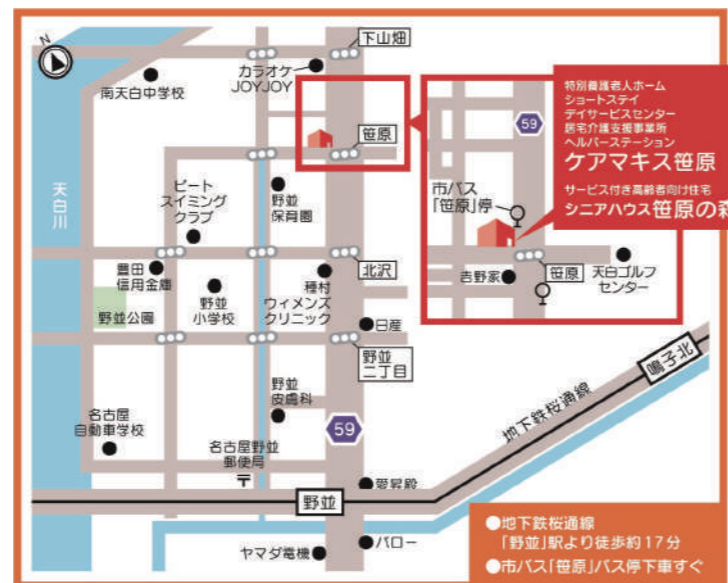 N
下山畑
カラオケ
JOYJOY
南天白中学校
笹原
天白川
ピート
スイミング
クラブ
野並
保育園
北沢
豊田
信用金庫
野並公園
野並
小学校
種村
ウィメンズ
クリニック
日産
野並
二丁目
野並
皮膚科
59
名古屋
自動車学校
名古屋野並
郵便局
〒
愛昇殿
野並
地下鉄桜通線
鳴子北
ヤマダ電機
バロー
特別養護老人ホーム
ショートステイ
デイサービスセンター
居宅介護支援事業所
ヘルパーステーション
ケアマキス笹原
サービス付き高齢者向け住宅
シニアハウス笹原の森
59
市バス
「笹原」停
吉野家
笹原
天白ゴルフ
センター
●地下鉄桜通線
「野並」駅より徒歩約17分
●市バス「笹原」バス停下車すぐ